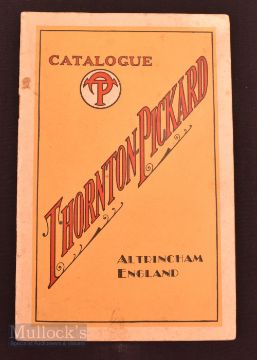 CATALOGUE
TP
THORNTON-PICKARD
ALTRINCHAM
ENGLAND
Mullock's